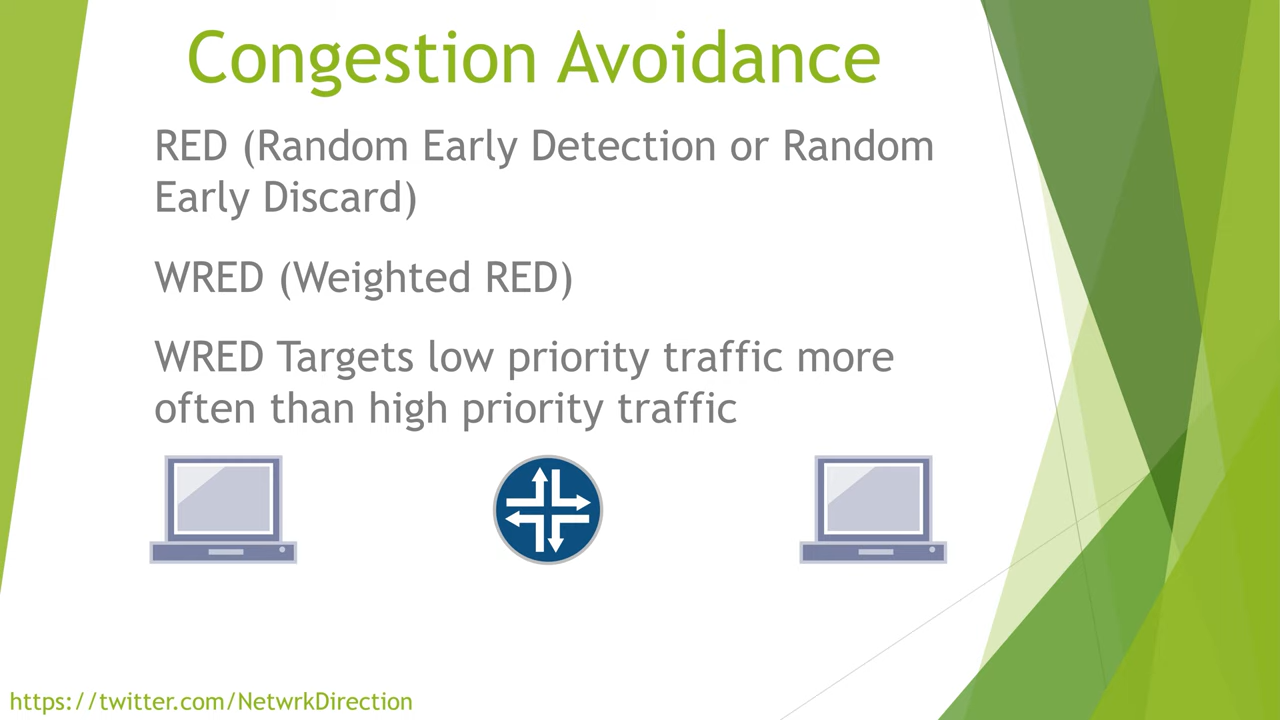 Congestion Avoidance
RED (Random Early Detection or Random
Early Discard)
WRED (Weighted RED)
WRED Targets low priority traffic more
often than high priority traffic
https://twitter.com/NetwrkDirection